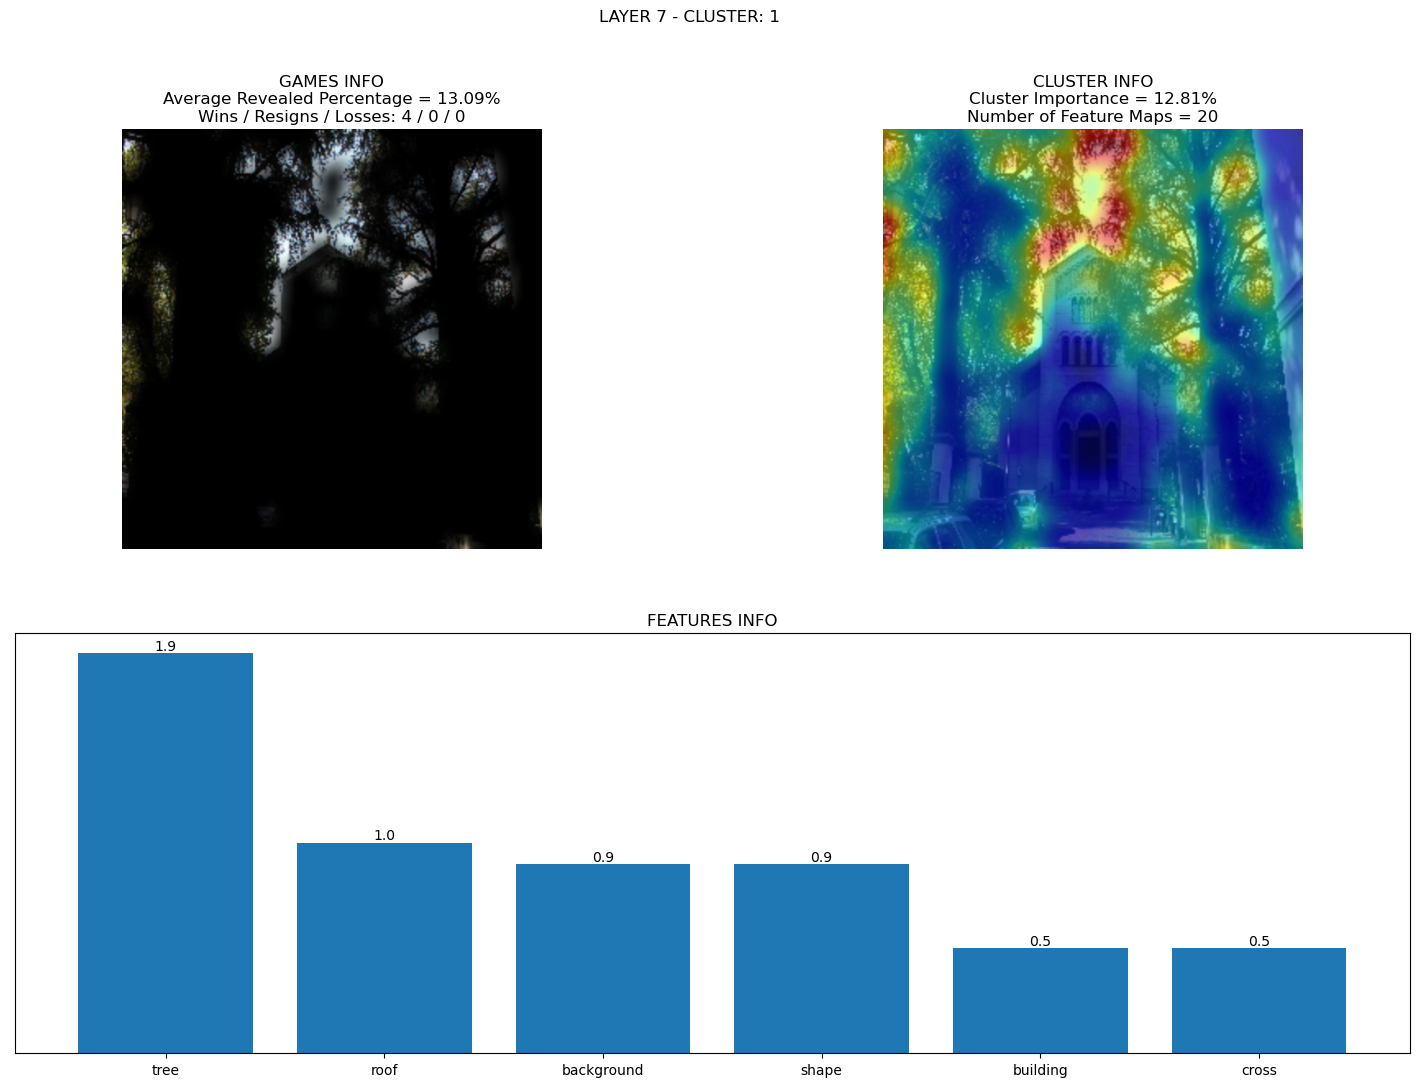 LAYER 7 - CLUSTER: 1
GAMES INFO
Average Revealed Percentage = 13.09%
Wins / Resigns / Losses: 4 / 0 / 0
CLUSTER INFO
Cluster Importance = 12.81%
Number of Feature Maps = 20
FEATURES INFO
1.9
1.0
0.9
0.9
0.5
0.5
tree
roof
background
shape
building
cross